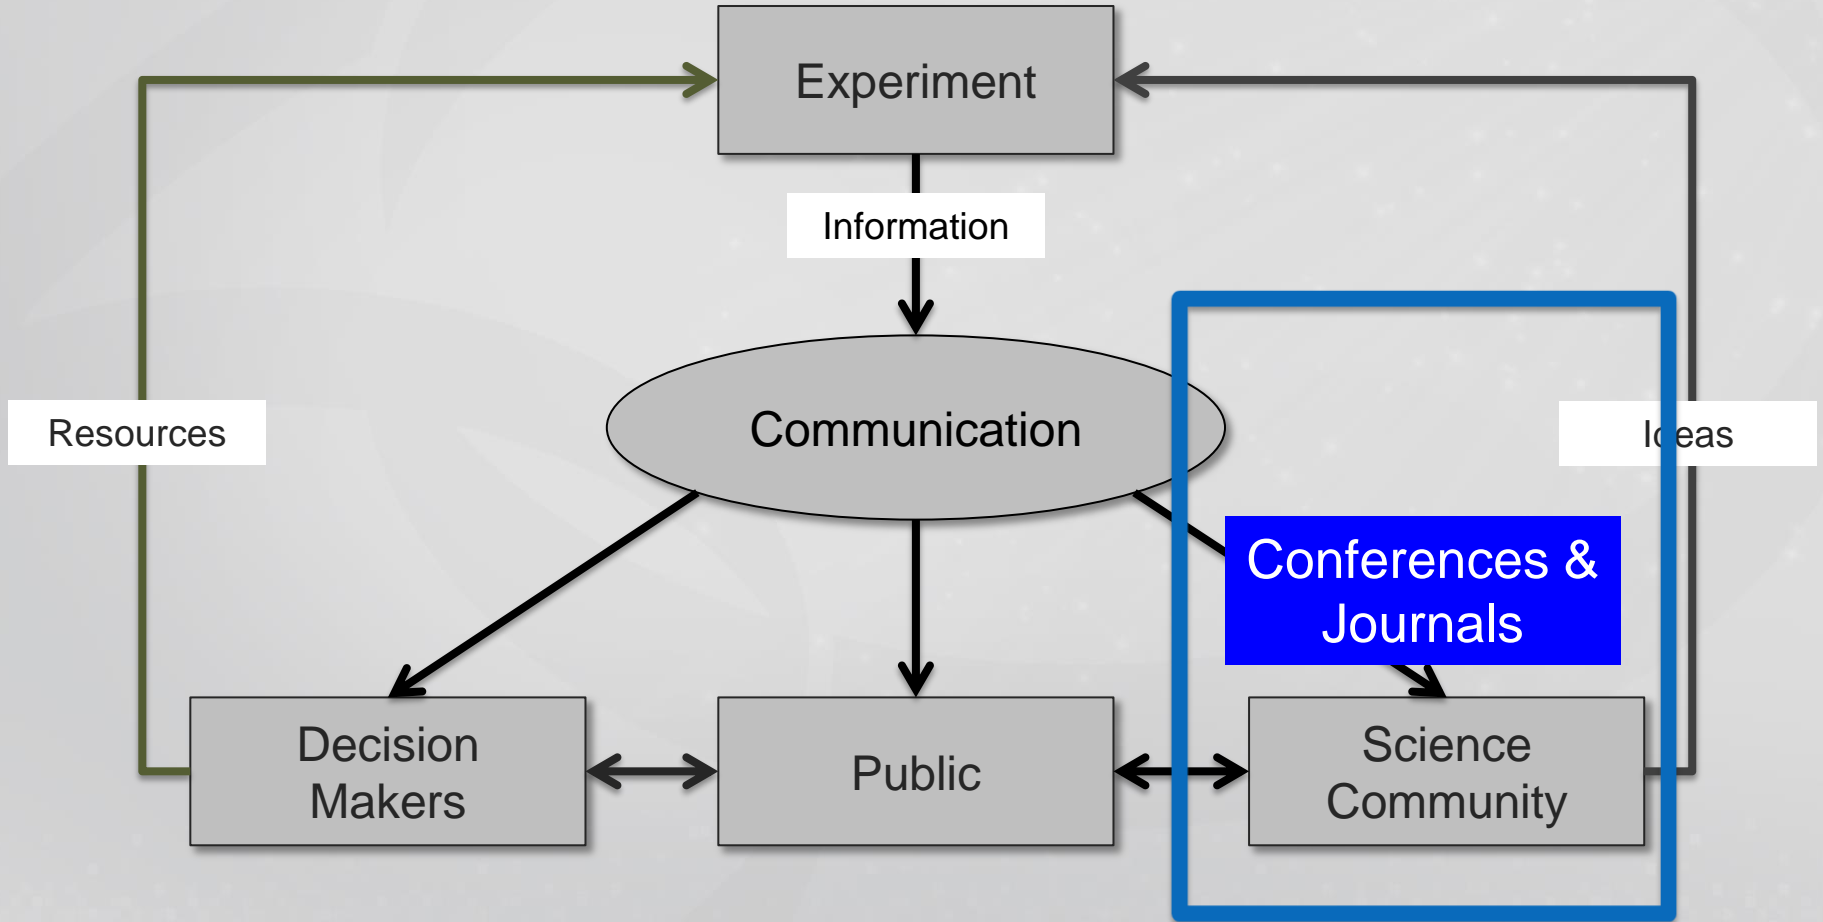 Experiment
Information
Communication
Resources
Ideas
Conferences &
Journals
Decision
Makers
Public
Science
Community